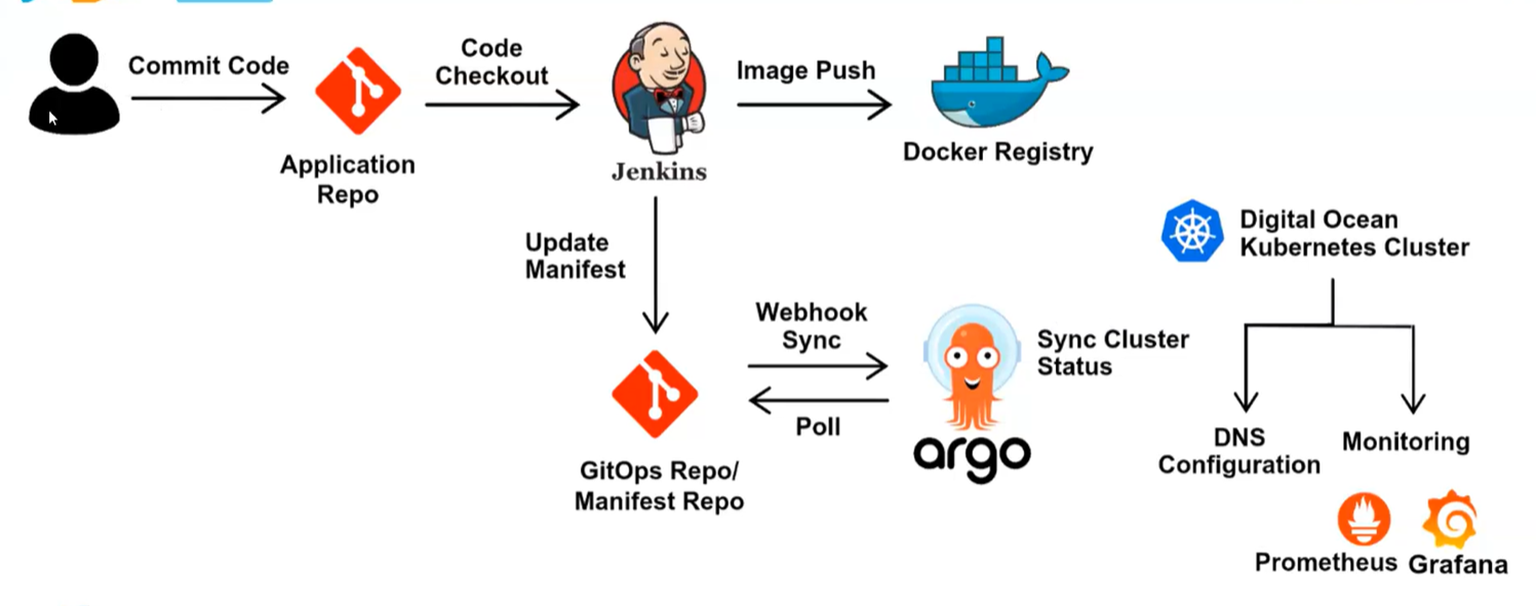 Commit Code
Code
Checkout
Image Push
Application
Repo
Jenkins
Docker Registry
Update
Manifest
Digital Ocean
Kubernetes Cluster
Webhook
Sync
Poll
Sync Cluster
Status
argo
GitOps Repo/
Manifest Repo
DNS
Configuration
Monitoring
Prometheus
Grafana